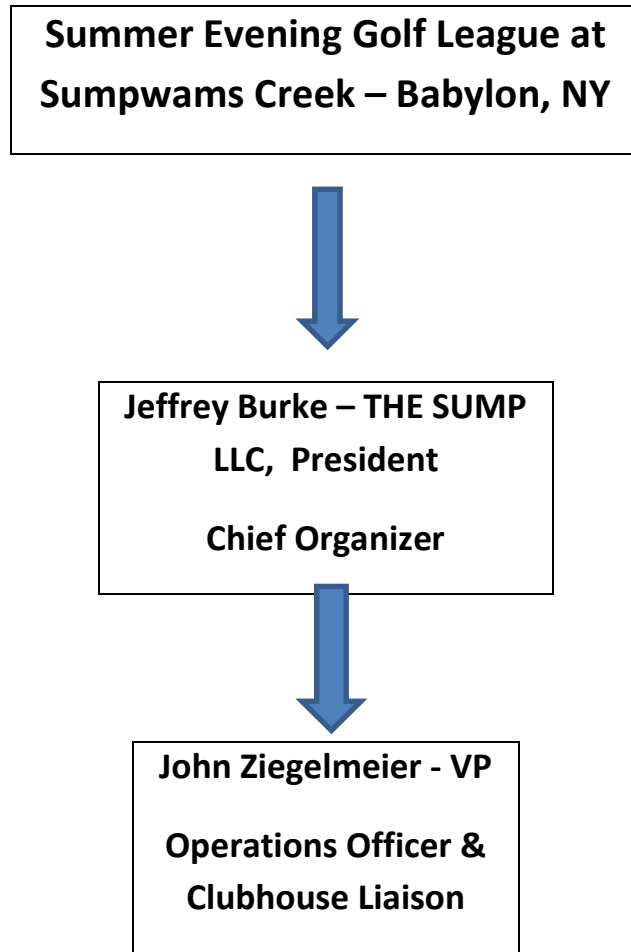 Summer Evening Golf League at
Sumpwams Creek – Babylon, NY
Jeffrey Burke – THE SUMP
LLC,  President
Chief Organizer
John Ziegelmeier - VP
Operations Officer &
Clubhouse Liaison